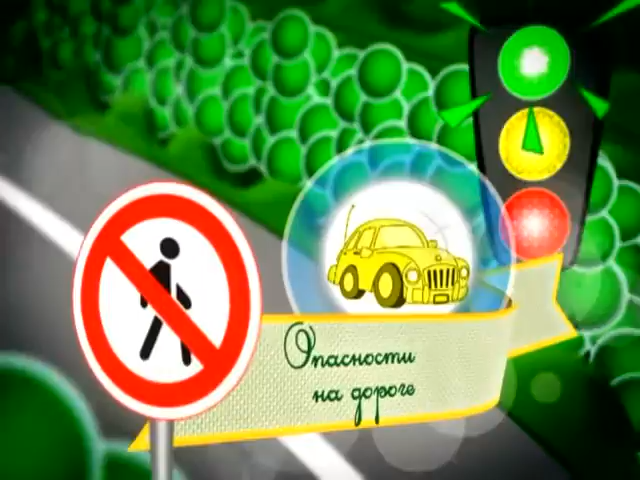 Опасности
на дороге